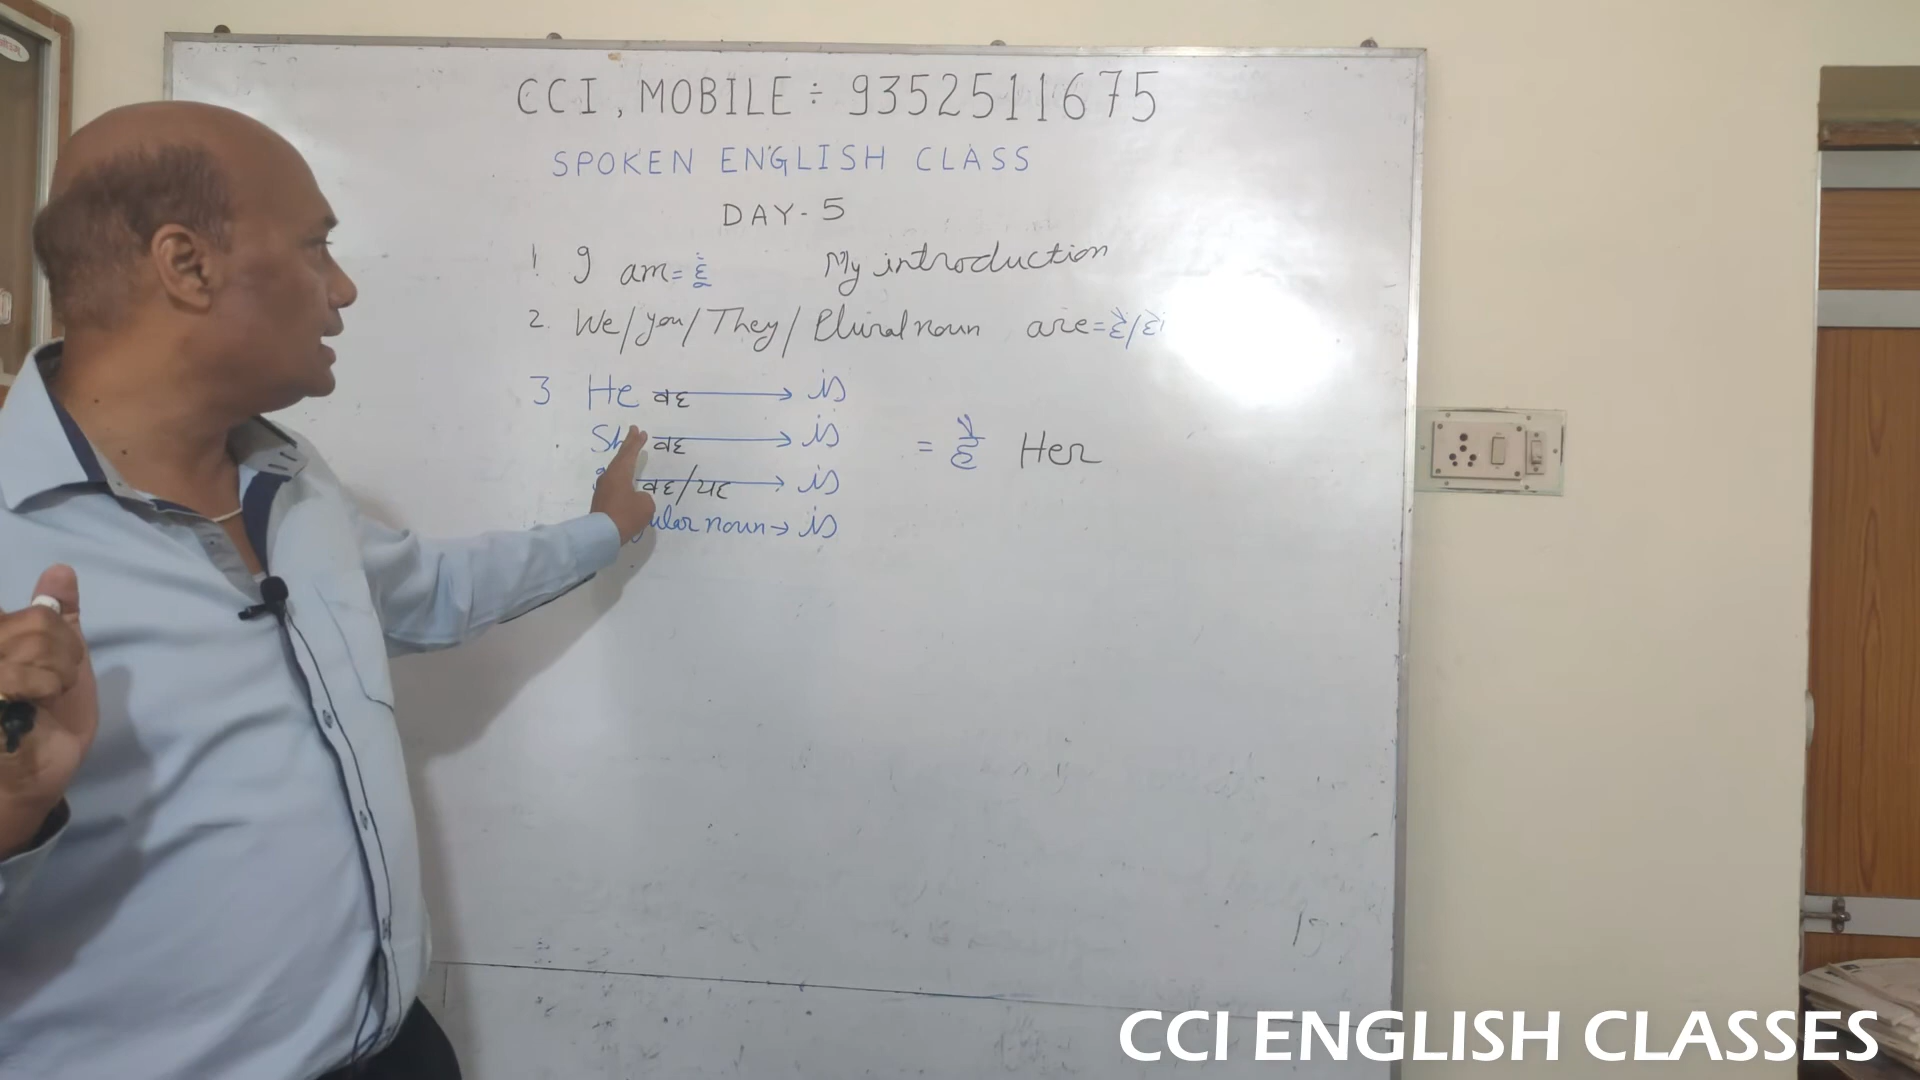 CCI, MOBILE ÷ 9352511675
SPOKEN ENGLISH CLASS
DAY-5
1. I am = हूँ My introduction
2. We/you/They/Plural noun are = हैं/हो
3 He वह → is
वह → is = है Her
वह/यह → is
noun → is
CCI ENGLISH CLASSES